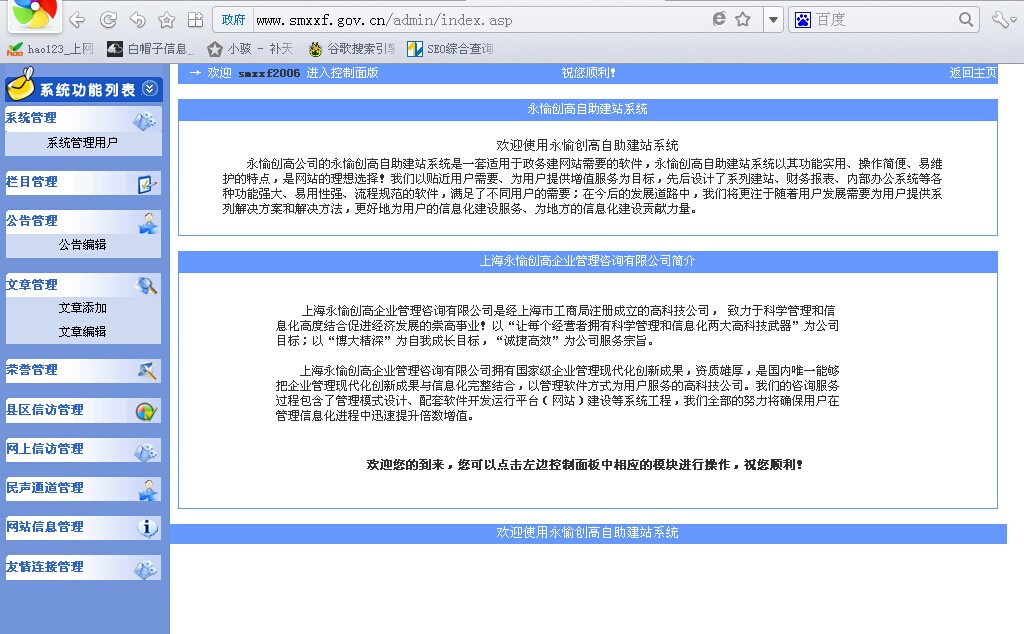 政府 www.smxxf.gov.cn/admin/index.asp
百度
hao123_上网
白帽子信息_
小骇 - 补天
谷歌搜索引擎
SEO综合查询
系统功能列表
系统管理
系统管理用户
栏目管理
公告管理
公告编辑
文章管理
文章添加
文章编辑
荣誉管理
县区信访管理
网上信访管理
民声通道管理
网站信息管理
友情连接管理
→ 欢迎 smxxf2006 进入控制面版
祝您顺利！
返回主页
永愉创高自助建站系统
欢迎使用永愉创高自助建站系统
永愉创高公司的永愉创高自助建站系统是一套适用于政务建网站需要的软件，永愉创高自助建站系统以其功能实用、操作简便、易维
护的特点，是网站的理想选择！我们以贴近用户需要、为用户提供增值服务为目标，先后设计了系列建站、财务报表、内部办公系统等各
种功能强大、易用性强、流程规范的软件，满足了不同用户的需要；在今后的发展道路中，我们将更注于随着用户发展需要为用户提供系
列解决方案和解决方法，更好地为用户的信息化建设服务、为地方的信息化建设贡献力量。
上海永愉创高企业管理咨询有限公司简介
上海永愉创高企业管理咨询有限公司是经上海市工商局注册成立的高科技公司， 致力于科学管理和信
息化高度结合促进经济发展的崇高事业！以“让每个经营者拥有科学管理和信息化两大高科技武器”为公司
目标；以“博大精深”为自我成长目标，“诚捷高效”为公司服务宗旨。
上海永愉创高企业管理咨询有限公司拥有国家级企业管理现代化创新成果，资质雄厚，是国内唯一能够
把企业管理现代化创新成果与信息化完整结合，以管理软件方式为用户服务的高科技公司。我们的咨询服务
过程包含了管理模式设计、配套软件开发运行平台（网站）建设等系统工程，我们全部的努力将确保用户在
管理信息化进程中迅速提升倍数增值。
欢迎您的到来，您可以点击左边控制面板中相应的模块进行操作，祝您顺利！
欢迎使用永愉创高自助建站系统